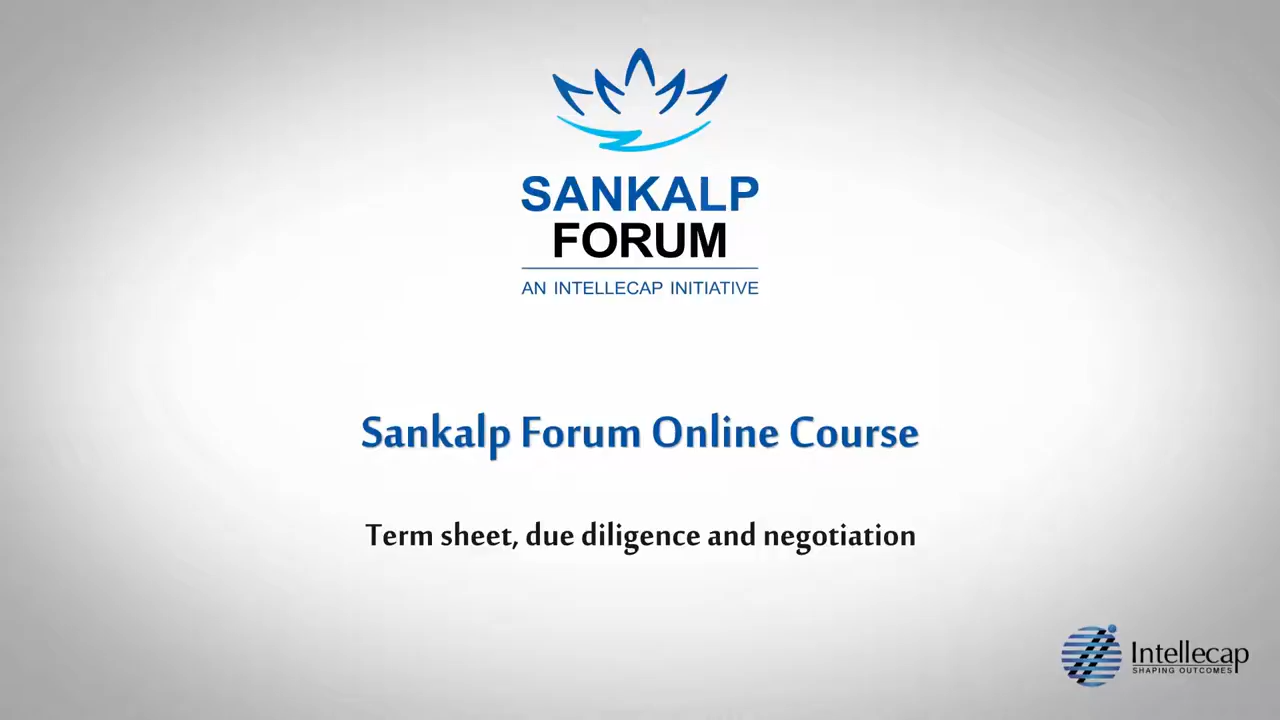 SANKALP
FORUM
AN INTELLECAP INITIATIVE
Sankalp Forum Online Course
Term sheet, due diligence and negotiation
Intellecap
SHAPING OUTCOMES